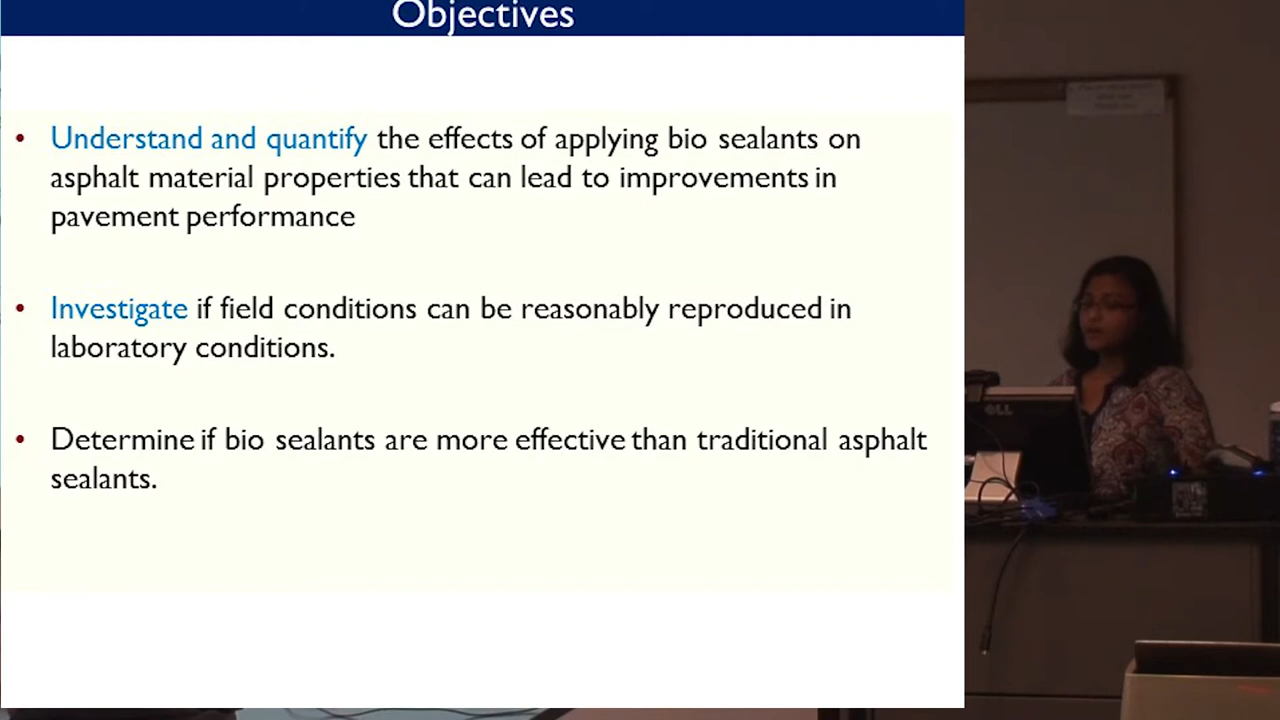 Objectives
• Understand and quantify the effects of applying bio sealants on
asphalt material properties that can lead to improvements in
pavement performance
• Investigate if field conditions can be reasonably reproduced in
laboratory conditions.
• Determine if bio sealants are more effective than traditional asphalt
sealants.
DELL